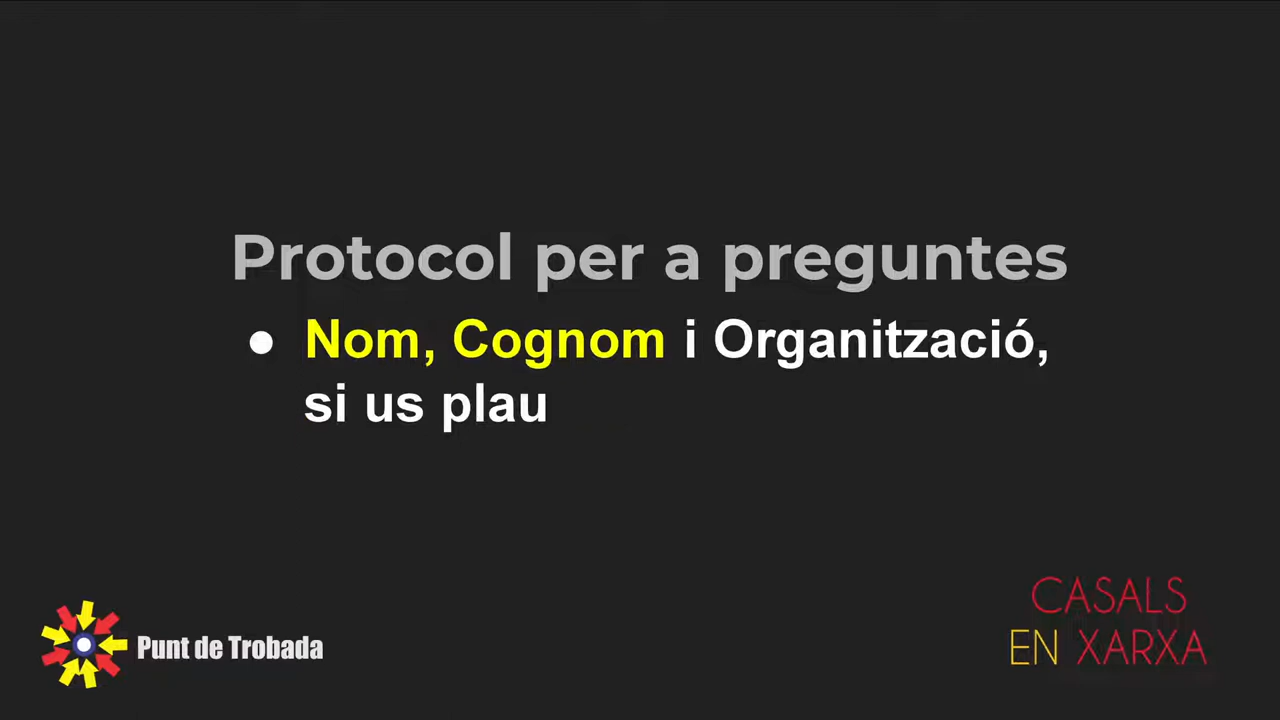 Protocol per a preguntes
● Nom, Cognom i Organització,
si us plau
Punt de Trobada
CASALS
EN XARXA